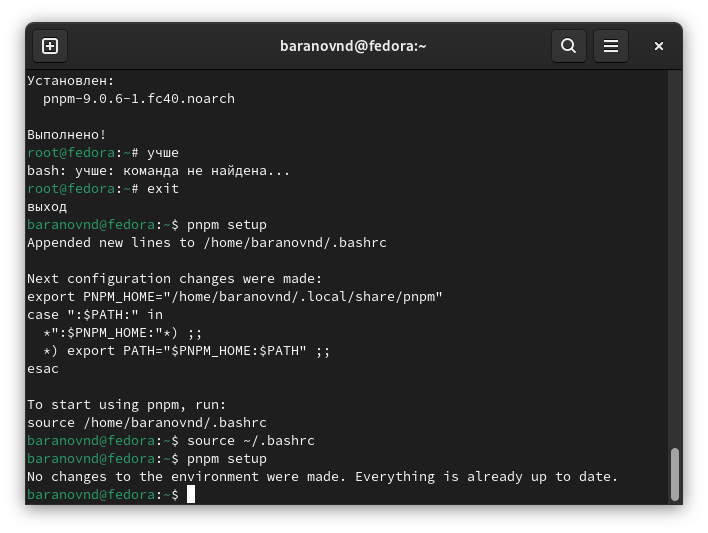 baranovnd@fedora:~
Установлен:
  pnpm-9.0.6-1.fc40.noarch

Выполнено!
root@fedora:~# учше
bash: учше: команда не найдена...
root@fedora:~# exit
выход
baranovnd@fedora:~$ pnpm setup
Appended new lines to /home/baranovnd/.bashrc

Next configuration changes were made:
export PNPM_HOME="/home/baranovnd/.local/share/pnpm"
case ":$PATH:" in
  *":$PNPM_HOME:"*) ;;
  *) export PATH="$PNPM_HOME:$PATH" ;;
esac

To start using pnpm, run:
source /home/baranovnd/.bashrc
baranovnd@fedora:~$ source ~/.bashrc
baranovnd@fedora:~$ pnpm setup
No changes to the environment were made. Everything is already up to date.
baranovnd@fedora:~$